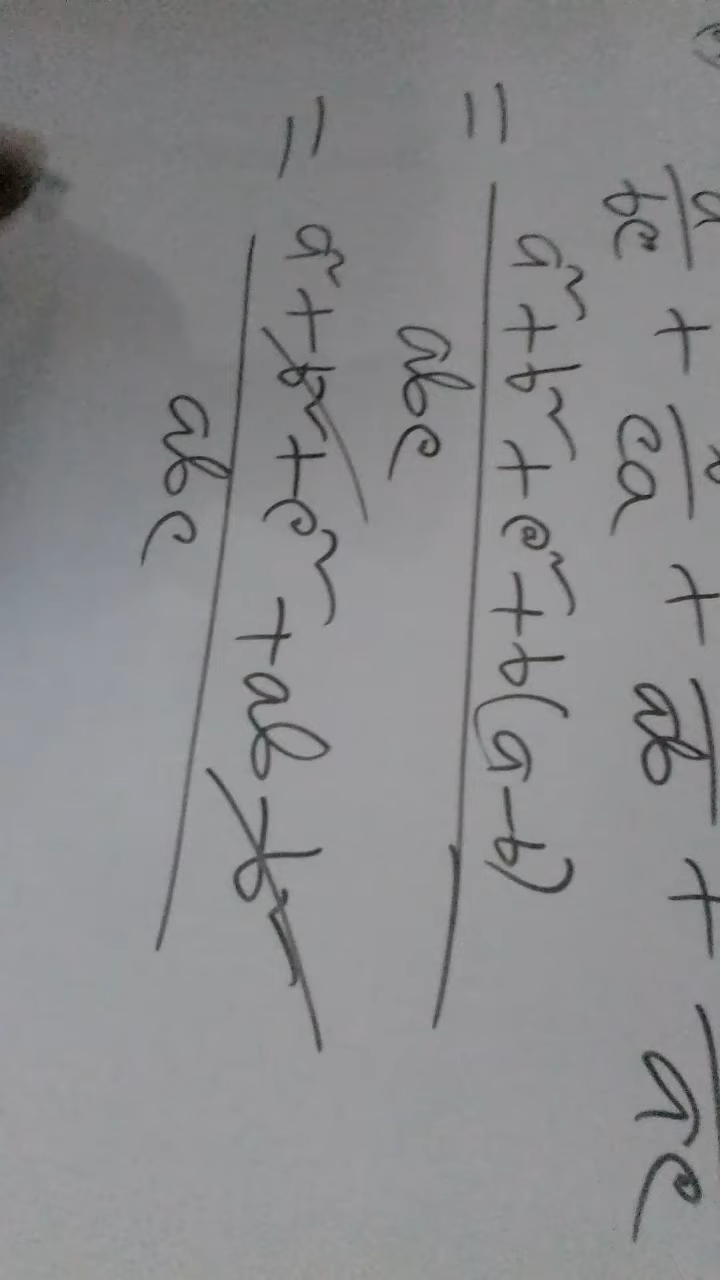 a/bc + /ca + /ab + /ac
= (a² + b² + c² + b(a-b))/abc
= (a² + b² + c² + ab - b²)/abc